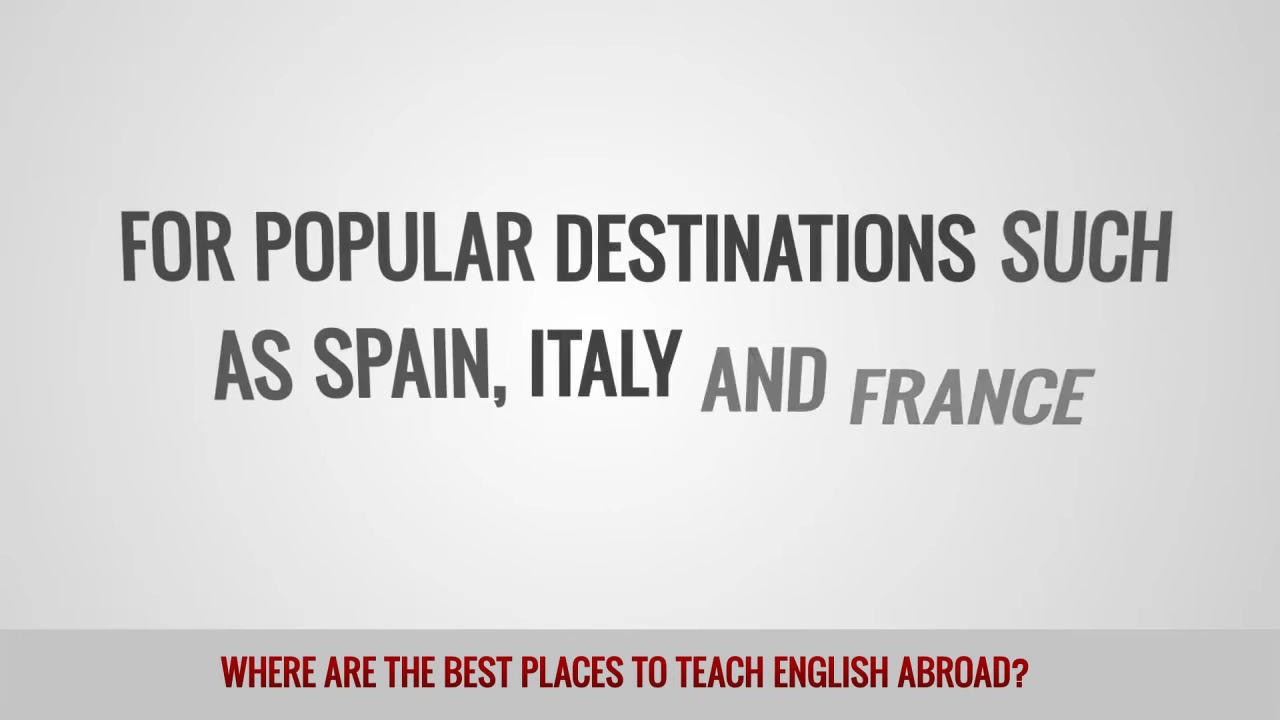 FOR POPULAR DESTINATIONS SUCH
AS SPAIN, ITALY AND FRANCE
WHERE ARE THE BEST PLACES TO TEACH ENGLISH ABROAD?